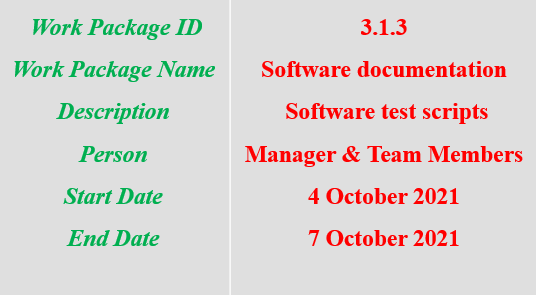 Work Package ID 3.1.3
Work Package Name Software documentation
Description Software test scripts
Person Manager & Team Members
Start Date 4 October 2021
End Date 7 October 2021